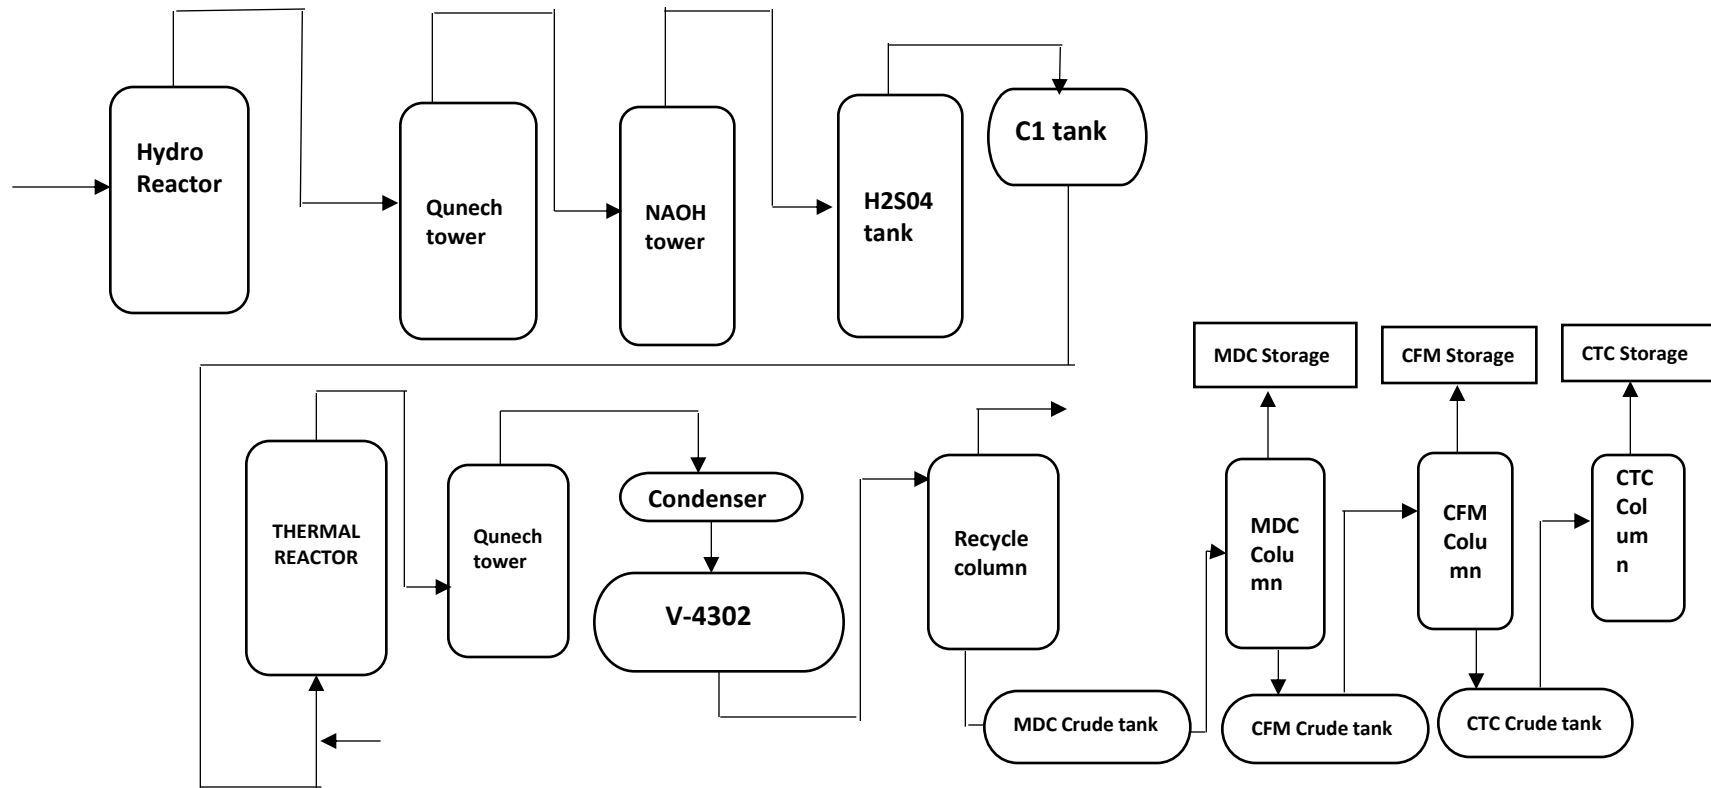 Hydro
Reactor
Qunech
tower
NAOH
tower
H2S04
tank
C1 tank
MDC Storage
CFM Storage
CTC Storage
THERMAL
REACTOR
Qunech
tower
Condenser
V-4302
Recycle
column
MDC Crude tank
MDC
Colu
mn
CFM Crude tank
CFM
Colu
mn
CTC Crude tank
CTC
Col
um
n